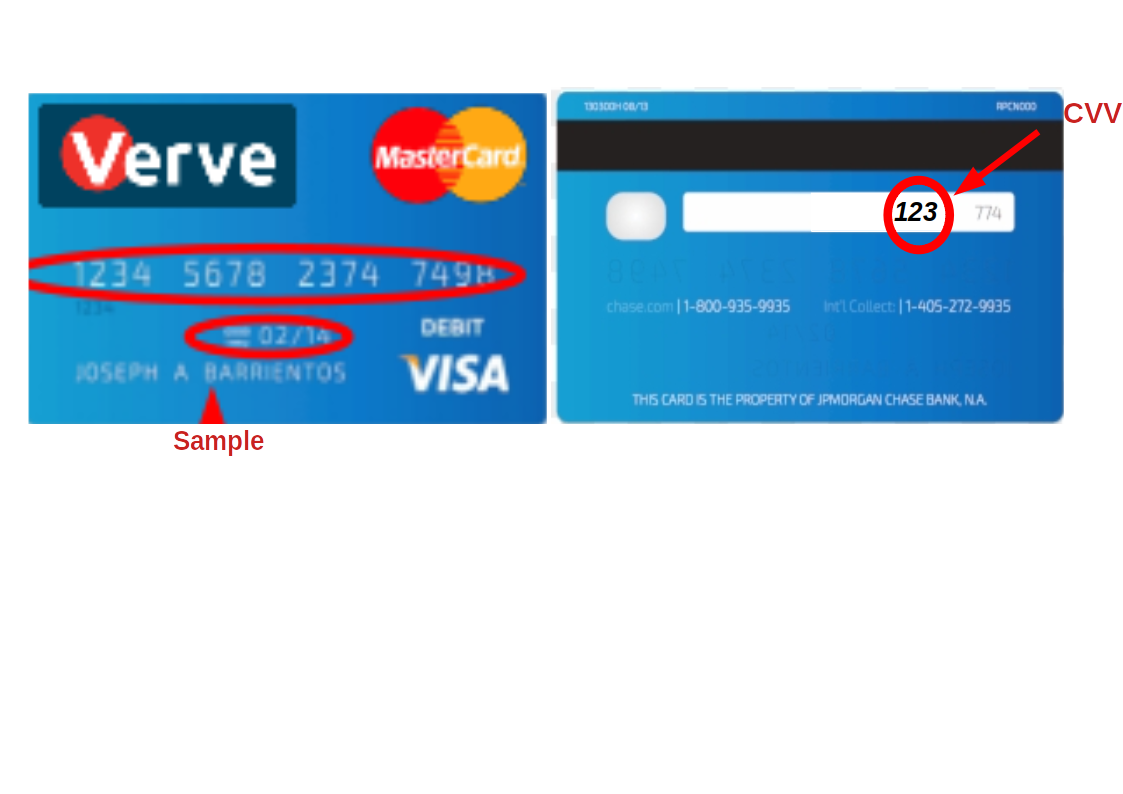 Verve
MasterCard
1234 5678 2374 7498
1234
02/14
DEBIT
JOSEPH A BARRIENTOS
VISA
Sample
130300H 08/13
RPCN000
CVV
123
774
chase.com | 1-800-935-9935
Int'l Collect: | 1-405-272-9935
THIS CARD IS THE PROPERTY OF JPMORGAN CHASE BANK, N.A.